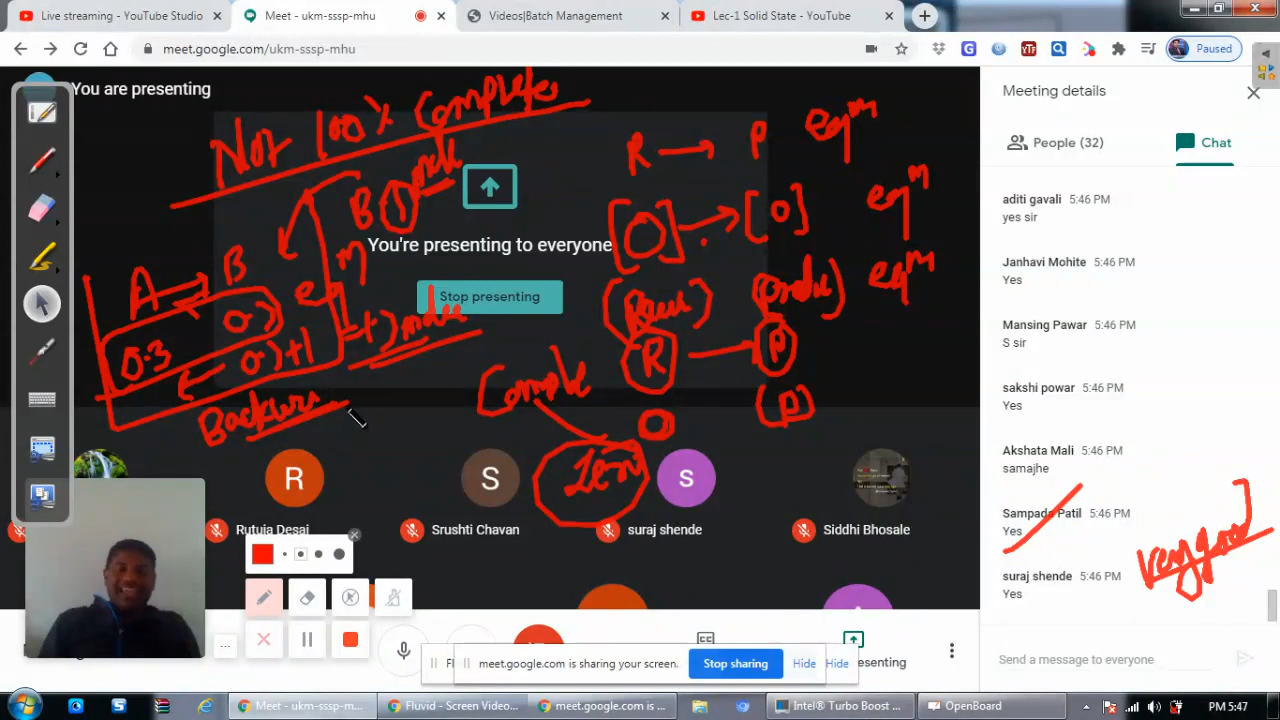 Live streaming - YouTube Studio
Meet - ukm-sssp-mhu
Videos|Batch Management
Lec-1 Solid State - YouTube
meet.google.com/ukm-sssp-mhu
Paused
You are presenting
Not 100% Complete
R → P eqm
[O] → [O] eqm
eqm
R → P
A B
0.3
+1
You're presenting to everyone
Stop presenting
Meeting details
People (32)
Chat
aditi gavali 5:46 PM
yes sir
Janhavi Mohite 5:46 PM
Yes
Mansing Pawar 5:46 PM
S sir
sakshi powar 5:46 PM
Yes
Akshata Mali 5:46 PM
samajhe
Sampada Patil 5:46 PM
Yes
very good
suraj shende 5:46 PM
Yes
Send a message to everyone
R
S
s
Rutuja Desai
Srushti Chavan
suraj shende
Siddhi Bhosale
meet.google.com is sharing your screen.
Stop sharing
Hide
Hide
Meet - ukm-sssp-m...
Fluvid - Screen Video...
meet.google.com is ...
Intel® Turbo Boost ...
OpenBoard
PM 5:47